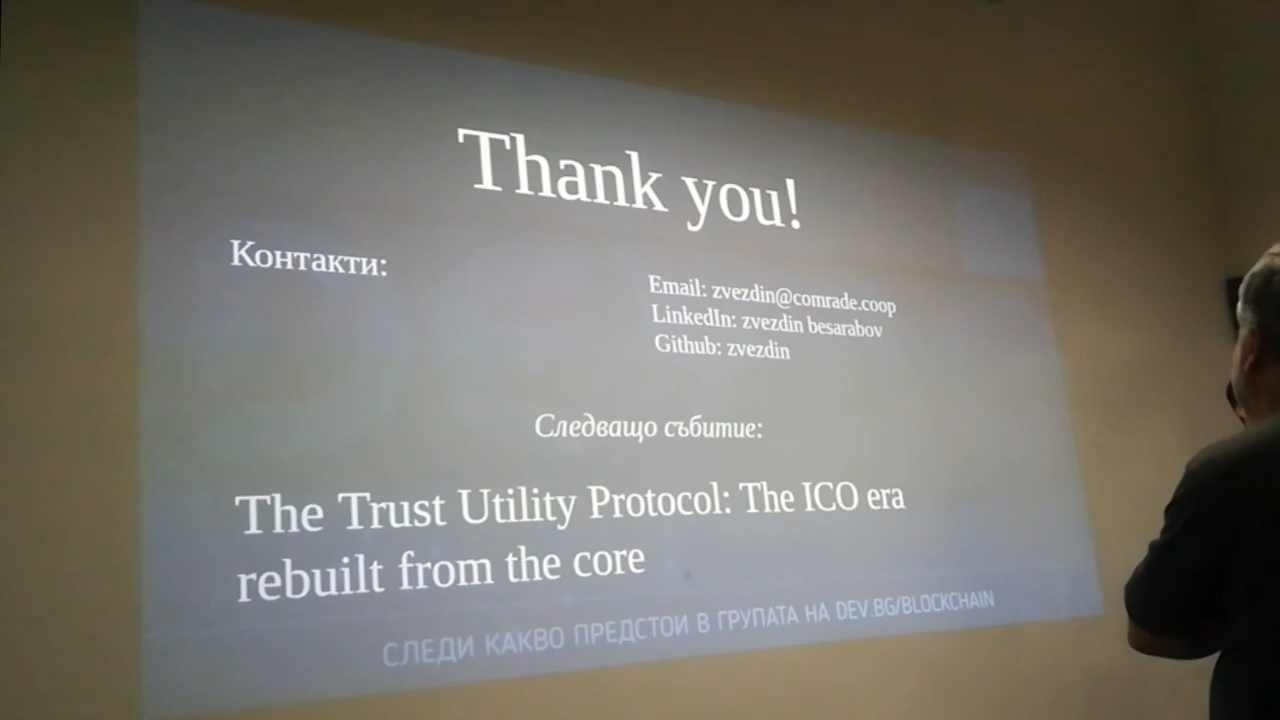 Thank you!
Контакти:
Email: zvezdin@comrade.coop
LinkedIn: zvezdin besarabov
Github: zvezdin
Следващо събитие:
The Trust Utility Protocol: The ICO era
rebuilt from the core
СЛЕДИ КАКВО ПРЕДСТОИ В ГРУПАТА НА DEV.BG/BLOCKCHAIN